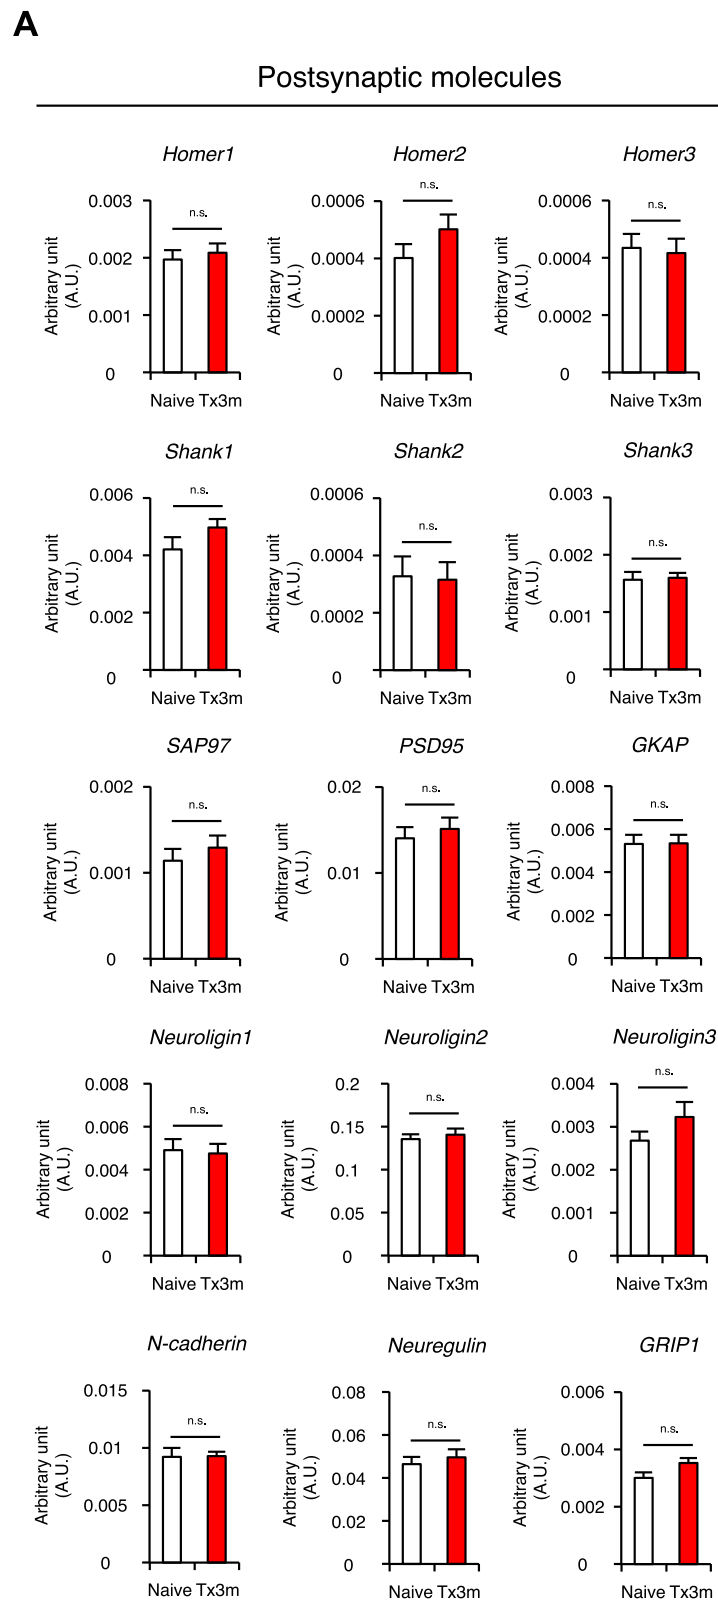 A
Postsynaptic molecules
Homer1
Arbitrary unit
(A.U.)
0.003
0.002
0.001
0
n.s.
Naive Tx3m
Homer2
Arbitrary unit
(A.U.)
0.0006
0.0004
0.0002
0
n.s.
Naive Tx3m
Homer3
Arbitrary unit
(A.U.)
0.0006
0.0004
0.0002
0
n.s.
Naive Tx3m
Shank1
Arbitrary unit
(A.U.)
0.006
0.004
0.002
0
n.s.
Naive Tx3m
Shank2
Arbitrary unit
(A.U.)
0.0006
0.0004
0.0002
0
n.s.
Naive Tx3m
Shank3
Arbitrary unit
(A.U.)
0.003
0.002
0.001
0
n.s.
Naive Tx3m
SAP97
Arbitrary unit
(A.U.)
0.002
0.001
0
n.s.
Naive Tx3m
PSD95
Arbitrary unit
(A.U.)
0.02
0.01
0
n.s.
Naive Tx3m
GKAP
Arbitrary unit
(A.U.)
0.008
0.006
0.004
0.002
0
n.s.
Naive Tx3m
Neuroligin1
Arbitrary unit
(A.U.)
0.008
0.006
0.004
0.002
0
n.s.
Naive Tx3m
Neuroligin2
Arbitrary unit
(A.U.)
0.2
0.15
0.1
0.05
0
n.s.
Naive Tx3m
Neuroligin3
Arbitrary unit
(A.U.)
0.004
0.003
0.002
0.001
0
n.s.
Naive Tx3m
N-cadherin
Arbitrary unit
(A.U.)
0.015
0.01
0.005
0
n.s.
Naive Tx3m
Neuregulin
Arbitrary unit
(A.U.)
0.08
0.06
0.04
0.02
0
n.s.
Naive Tx3m
GRIP1
Arbitrary unit
(A.U.)
0.006
0.004
0.002
0
n.s.
Naive Tx3m